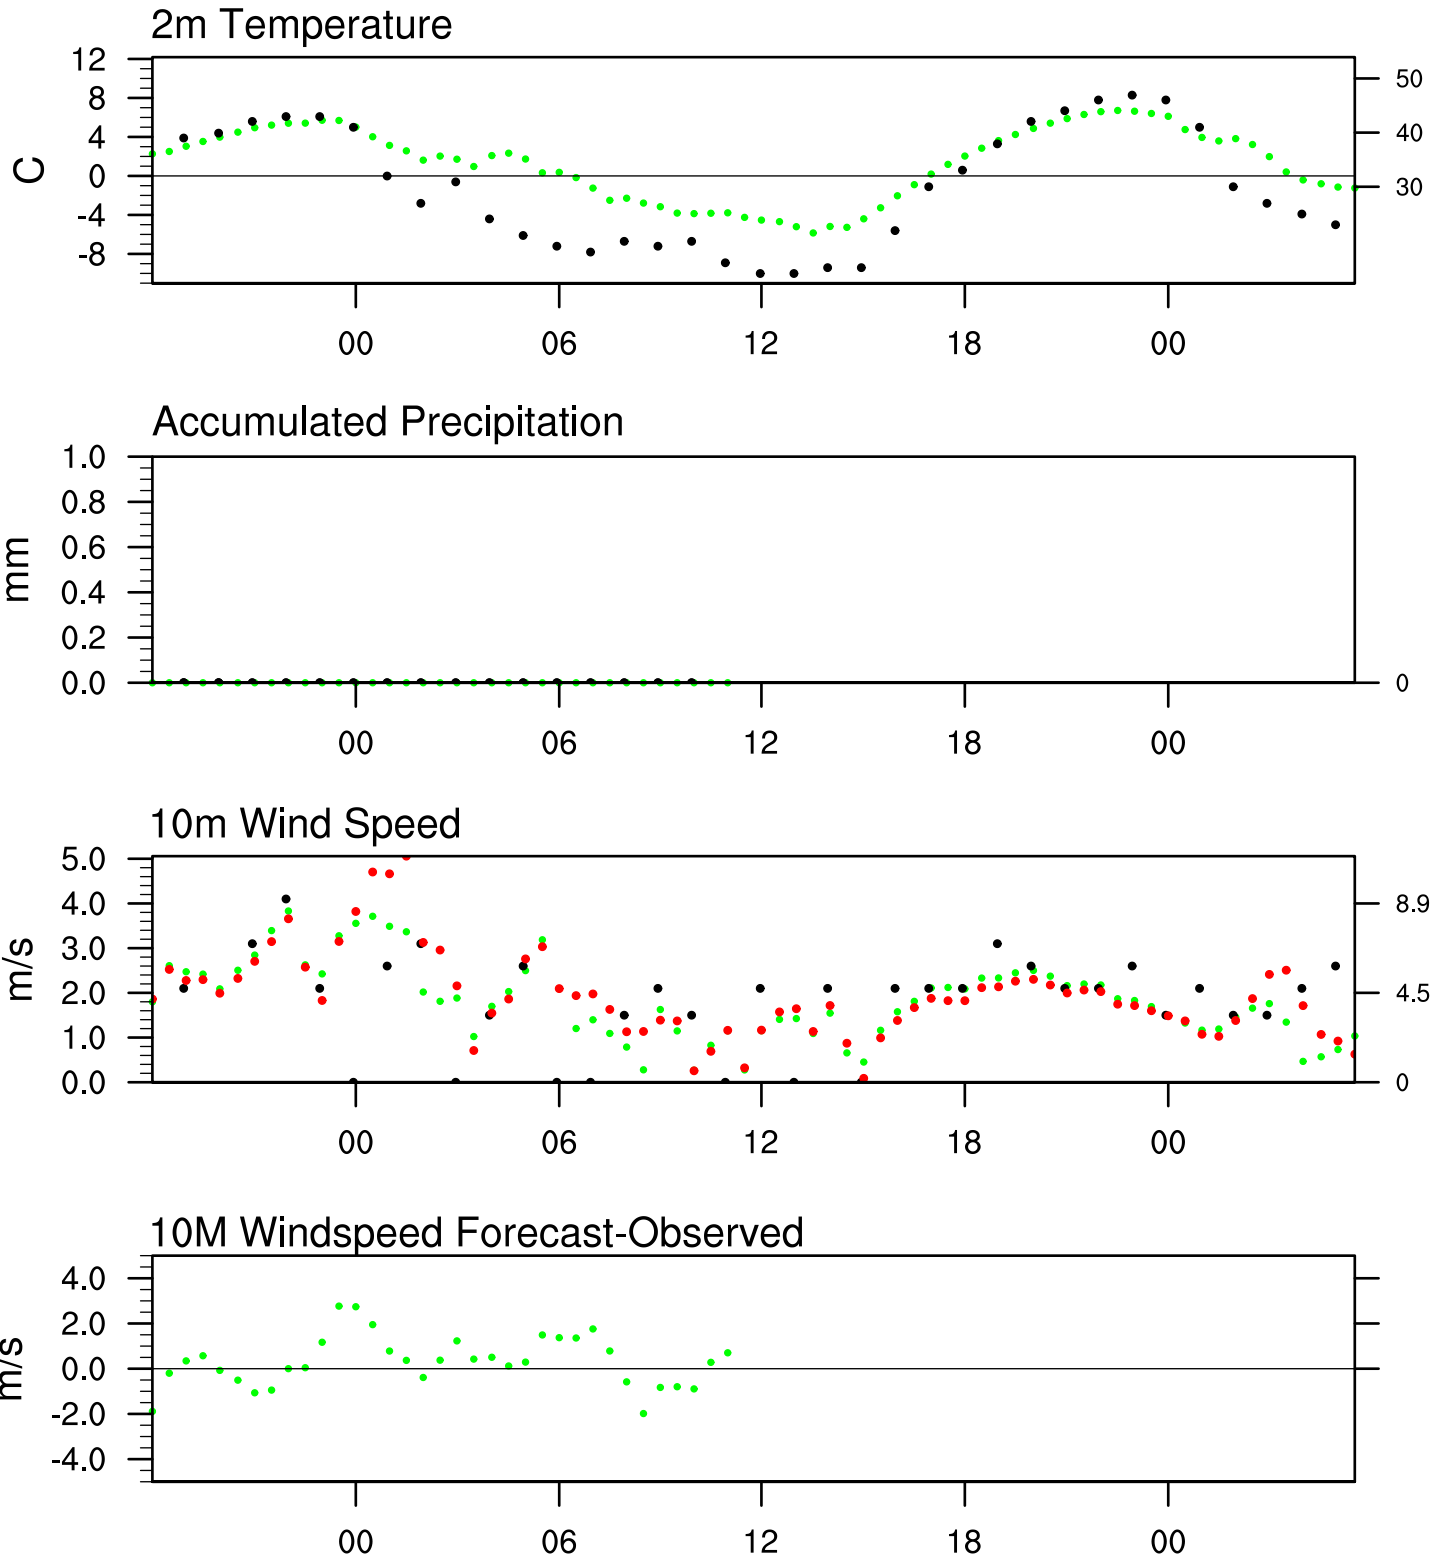 2m Temperature
12
8
4
0
-4
-8
C
50
40
30
00 06 12 18 00
Accumulated Precipitation
1.0
0.8
0.6
0.4
0.2
0.0
mm
0
00 06 12 18 00
10m Wind Speed
5.0
4.0
3.0
2.0
1.0
0.0
m/s
8.9
4.5
0
00 06 12 18 00
10M Windspeed Forecast-Observed
4.0
2.0
0.0
-2.0
-4.0
m/s
00 06 12 18 00